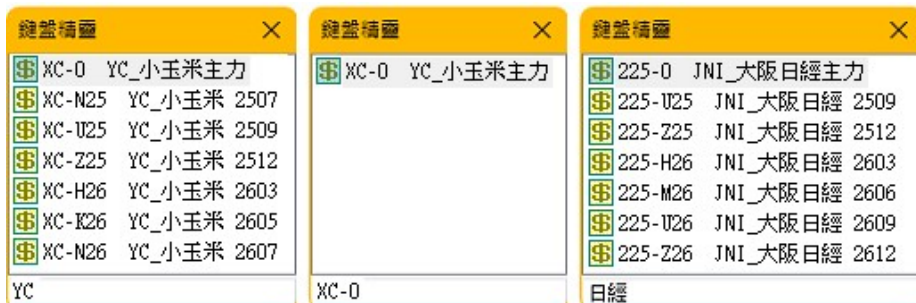 鍵盤精靈
XC-0 YC_小玉米主力
XC-N25 YC_小玉米 2507
XC-U25 YC_小玉米 2509
XC-Z25 YC_小玉米 2512
XC-H26 YC_小玉米 2603
XC-K26 YC_小玉米 2605
XC-N26 YC_小玉米 2607
YC
鍵盤精靈
XC-0 YC_小玉米主力
XC-0
鍵盤精靈
225-0 JNI_大阪日經主力
225-U25 JNI_大阪日經 2509
225-Z25 JNI_大阪日經 2512
225-H26 JNI_大阪日經 2603
225-M26 JNI_大阪日經 2606
225-U26 JNI_大阪日經 2609
225-Z26 JNI_大阪日經 2612
日經